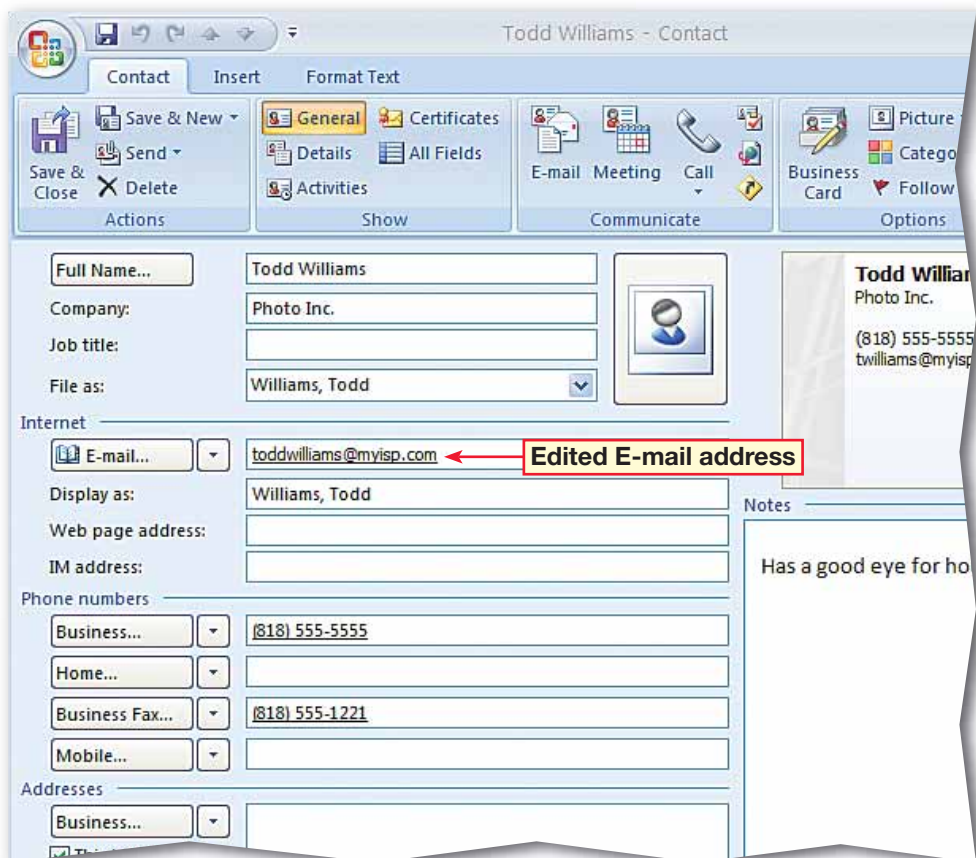 Todd Williams - Contact
Contact Insert Format Text
Save & Close
Save & New
Send
Delete
Actions
General
Details
Activities
Certificates
All Fields
Show
E-mail
Meeting
Call
Communicate
Business Card
Picture
Follow
Options
Full Name... Todd Williams
Company: Photo Inc.
Job title:
File as: Williams, Todd
Todd
Photo Inc.
(818) 555-5555
Internet
E-mail... toddwilliams@myisp.com Edited E-mail address
Display as: Williams, Todd
Web page address:
IM address:
Notes
Has a good eye for
Phone numbers
Business... (818) 555-5555
Home...
Business Fax... (818) 555-1221
Mobile...
Addresses
Business...